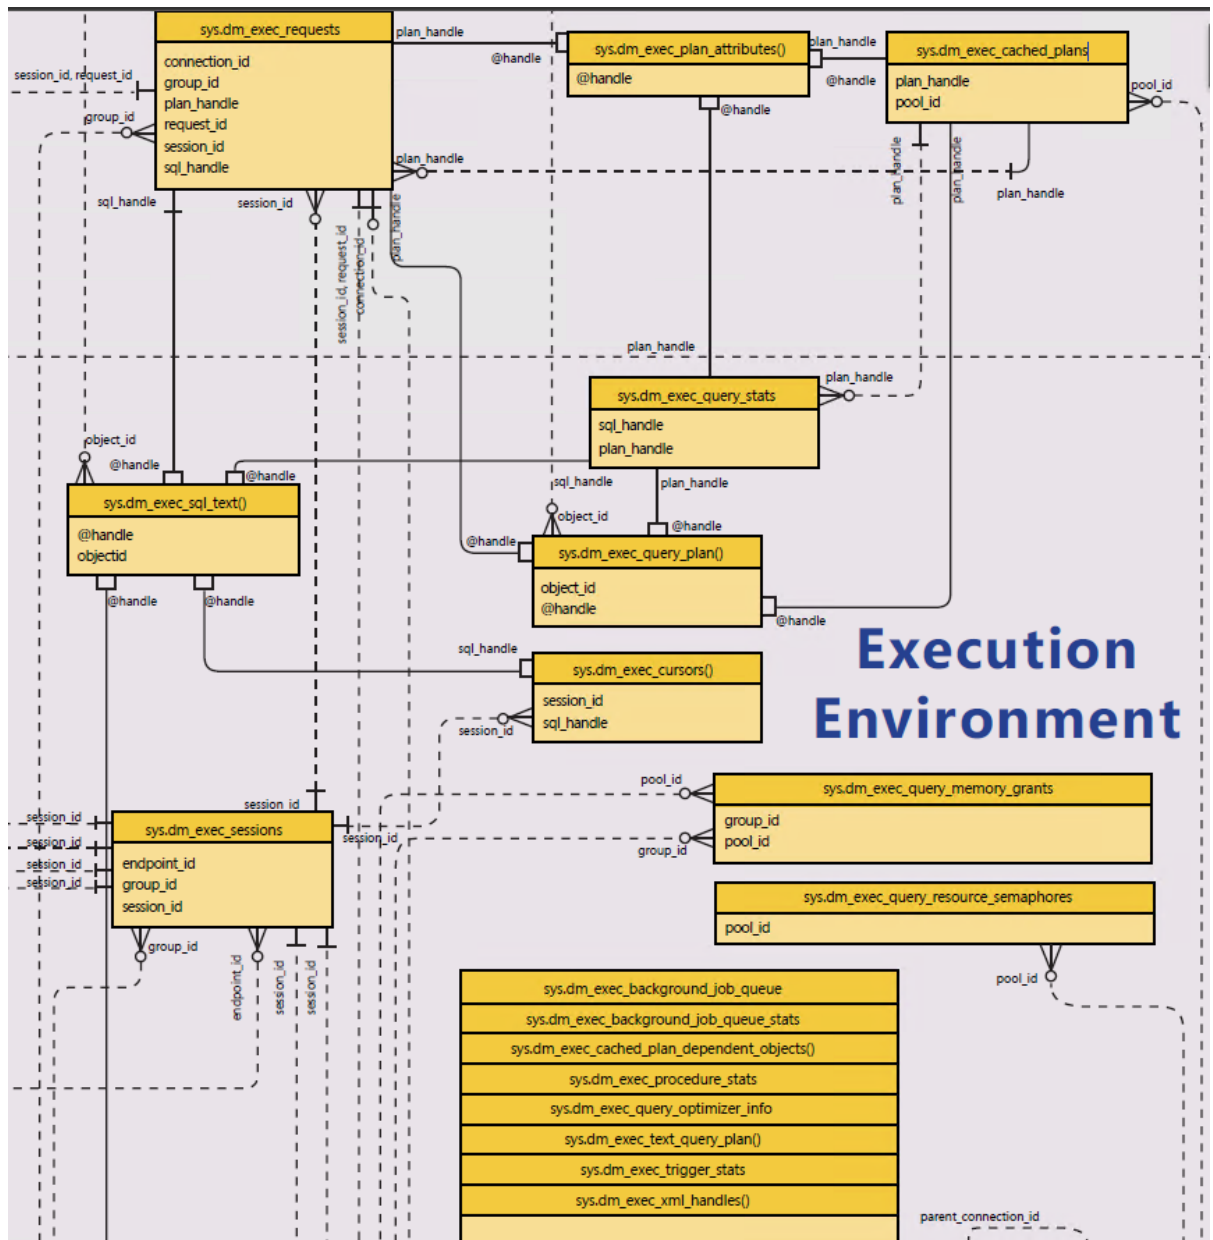 sys.dm_exec_requests
connection_id
group_id
plan_handle
request_id
session_id
sql_handle
plan_handle
@handle
sys.dm_exec_plan_attributes()
@handle
plan_handle
@handle
sys.dm_exec_cached_plans
plan_handle
pool_id
pool_id
session_id, request_id
group_id
@handle
plan_handle
plan_handle
plan_handle
plan_handle
sql_handle
session_id
session_id, request_id
connection_id
plan_handle
plan_handle
sys.dm_exec_query_stats
sql_handle
plan_handle
plan_handle
object_id
@handle
@handle
sql_handle
plan_handle
sys.dm_exec_sql_text()
@handle
objectid
object_id
@handle
@handle
sys.dm_exec_query_plan()
object_id
@handle
@handle
@handle
@handle
Execution
Environment
sql_handle
sys.dm_exec_cursors()
session_id
sql_handle
session_id
pool_id
sys.dm_exec_query_memory_grants
group_id
pool_id
group_id
session_id
session_id
session_id
session_id
session_id
sys.dm_exec_sessions
endpoint_id
group_id
session_id
session_id
sys.dm_exec_query_resource_semaphores
pool_id
group_id
endpoint_id
session_id
session_id
pool_id
sys.dm_exec_background_job_queue
sys.dm_exec_background_job_queue_stats
sys.dm_exec_cached_plan_dependent_objects()
sys.dm_exec_procedure_stats
sys.dm_exec_query_optimizer_info
sys.dm_exec_text_query_plan()
sys.dm_exec_trigger_stats
sys.dm_exec_xml_handles()
parent_connection_id